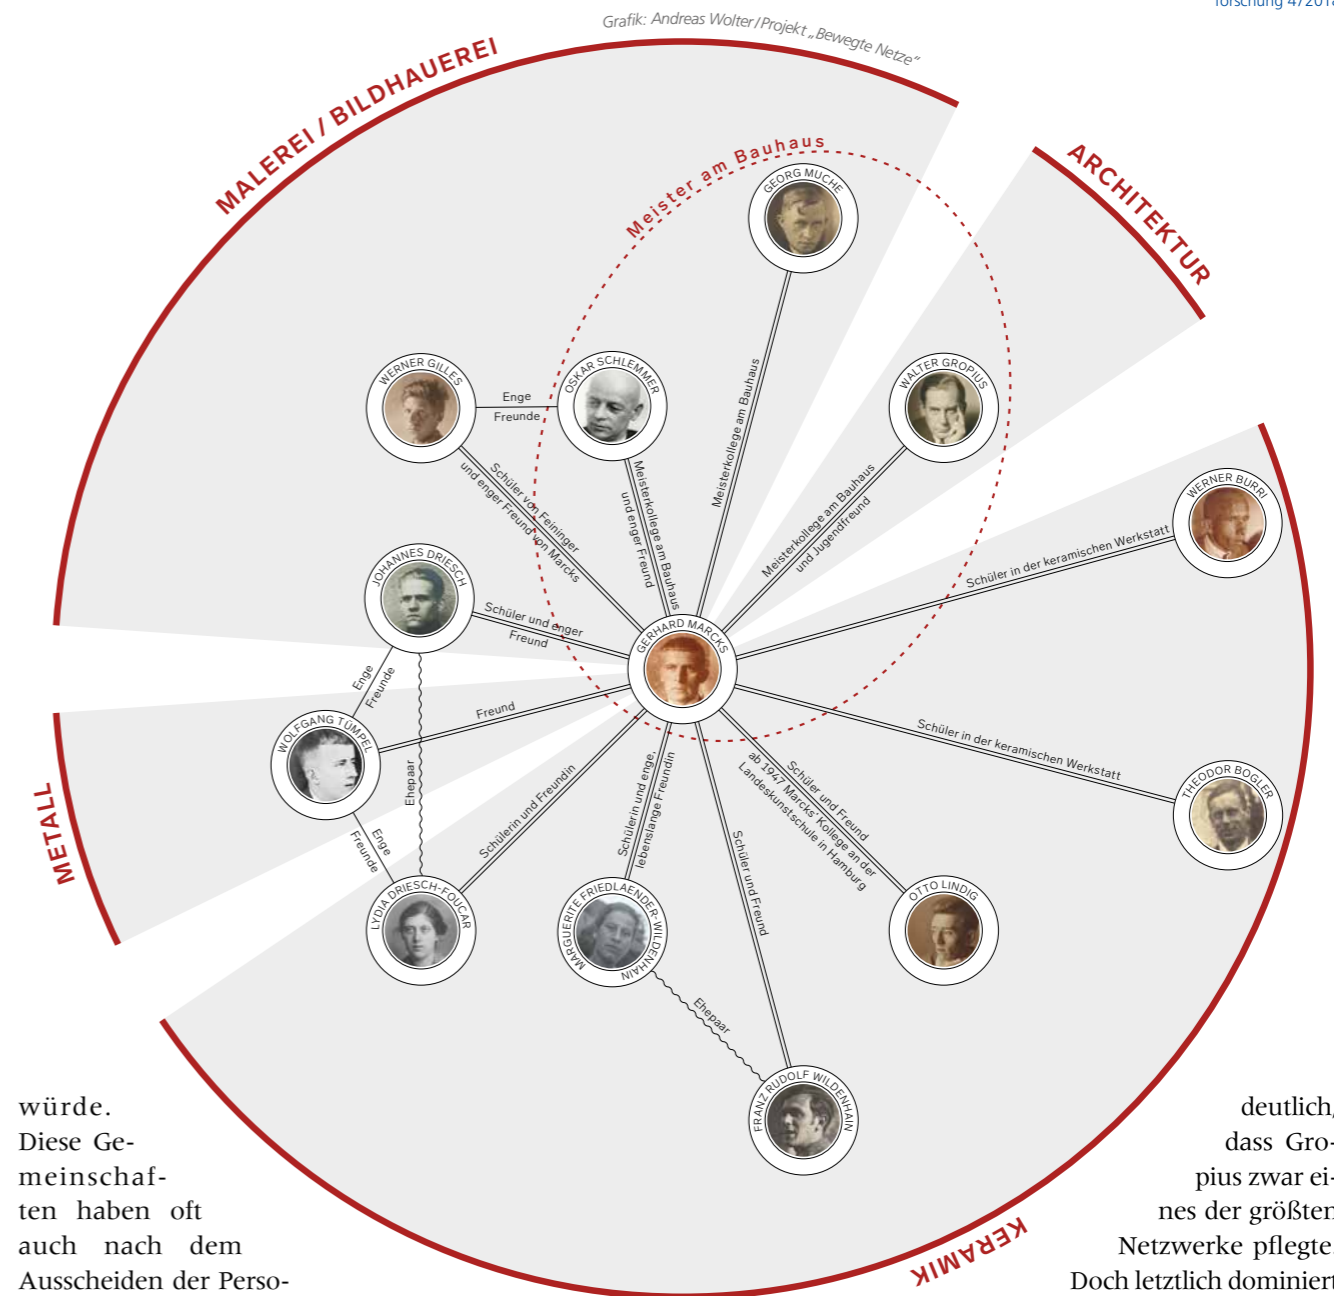 forschung 4/2018
Grafik: Andreas Wolter/Projekt „Bewegte Netze“
MALEREI / BILDHAUEREI
ARCHITEKTUR
Meister am Bauhaus
GEORG MUCHE
WERNER GILLES
Enge
Freunde
OSKAR SCHLEMMER
WALTER GROPIUS
Meisterkollege am Bauhaus
Schüler von Feininger
und enger Freund von Marcks
Meisterkollege am Bauhaus
und enger Freund
Meisterkollege am Bauhaus
und Jugendfreund
WERNER BURRI
Schüler in der keramischen Werkstatt
JOHANNES DRIESCH
Schüler und enger
Freund
GERHARD MARCKS
Enge
Freunde
WOLFGANG TÜMPEL
Freund
Ehepaar
METALL
Enge
Freunde
Schülerin und Freundin
LYDIA DRIESCH-FOUCAR
Schülerin und enge,
lebenslange Freundin
MARGUERITE FRIEDLAENDER-WILDENHAIN
Schüler und Freund
Schüler und Freund
ab 1947 Marcks‘ Kollege an der
Landeskunstschule in Hamburg
OTTO LINDIG
Schüler in der keramischen Werkstatt
THEODOR BOGLER
Ehepaar
FRANZ RUDOLF WILDENHAIN
KERAMIK
würde.
Diese Ge-
meinschaf-
ten haben oft
auch nach dem
Ausscheiden der Perso-
deutlich,
dass Gro-
pius zwar ei-
nes der größten
Netzwerke pflegte.
Doch letztlich dominiert